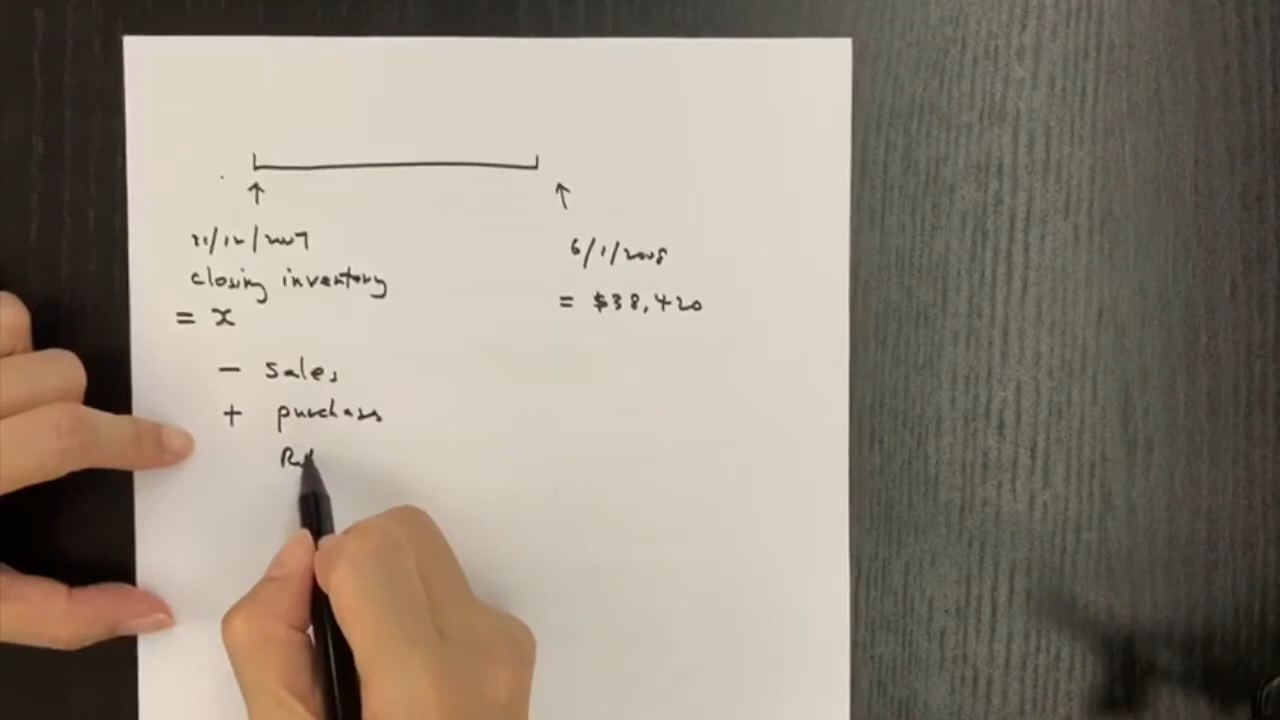 31/12/2007
closing inventory
= x
- sales
+ purchases
6/1/2008
= $38,420